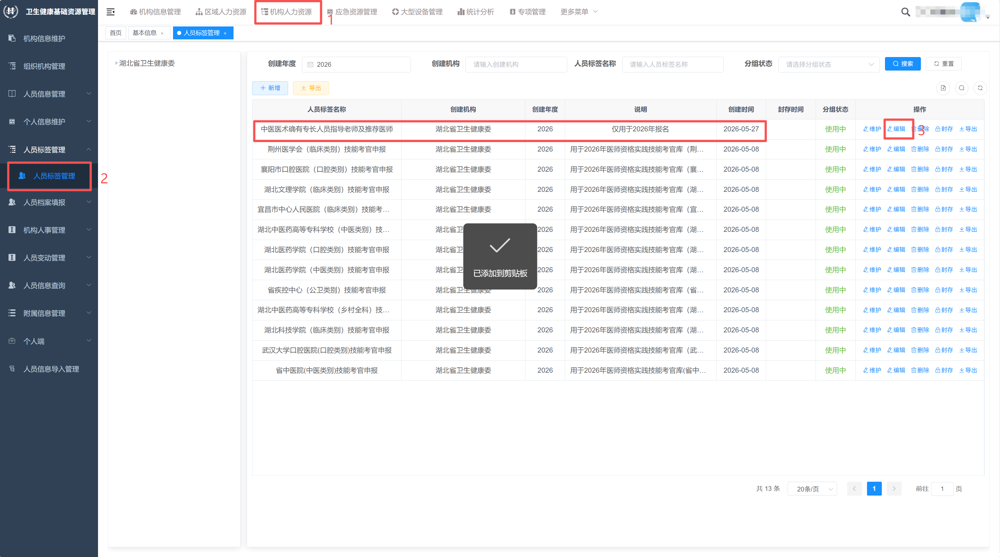 卫生健康基础资源管理
机构信息管理 区域人力资源 机构人力资源 1 应急资源管理 大型设备管理 统计分析 专项管理 更多菜单
首页 基本信息 × 人员标签管理 ×
机构信息维护
组织机构管理
人员信息管理
个人信息维护
人员标签管理
人员标签管理 2
人员档案填报
机构人事管理
人员变动管理
人员信息查询
附属信息管理
个人端
人员信息导入管理
湖北省卫生健康委
创建年度 2026 创建机构 请输入创建机构 人员标签名称 请输入人员标签名称 分组状态 请选择分组状态 搜索 重置
新增 导出
人员标签名称 创建机构 创建年度 说明 创建时间 封存时间 分组状态 操作
中医医术确有专长人员指导老师及推荐医师 湖北省卫生健康委 2026 仅用于2026年报名 2026-05-27 使用中 维护 编辑 删除 封存 导出 3
荆州医学会（临床类别）技能考官申报 湖北省卫生健康委 2026 用于2026年医师资格实践技能考官库（荆… 2026-05-08 使用中 维护 编辑 删除 封存 导出
襄阳市口腔医院（口腔类别）技能考官申报 湖北省卫生健康委 2026 用于2026年医师资格实践技能考官库（襄… 2026-05-08 使用中 维护 编辑 删除 封存 导出
湖北文理学院（临床类别）技能考官申报 湖北省卫生健康委 2026 用于2026年医师资格实践技能考官库（湖… 2026-05-08 使用中 维护 编辑 删除 封存 导出
宜昌市中心人民医院（临床类别）技能考… 湖北省卫生健康委 2026 用于2026年医师资格实践技能考官库（宜… 2026-05-08 使用中 维护 编辑 删除 封存 导出
湖北中医药高等专科学校（中医类别）技… 湖北省卫 2026 用于2026年医师资格实践技能考官库（湖… 2026-05-08 使用中 维护 编辑 删除 封存 导出
湖北医药学院（口腔类别）技能考官申报 湖北省卫 2026 用于2026年医师资格实践技能考官库（湖… 2026-05-08 使用中 维护 编辑 删除 封存 导出
湖北医药学院（中医类别）技能考官申报 湖北省卫 2026 用于2026年医师资格实践技能考官库（湖… 2026-05-08 使用中 维护 编辑 删除 封存 导出
已添加到剪贴板
省疾控中心（公卫类别）技能考官申报 湖北省卫生健康委 2026 用于2026年医师资格实践技能考官库（省… 2026-05-08 使用中 维护 编辑 删除 封存 导出
湖北中医药高等专科学校（乡村全科）技… 湖北省卫生健康委 2026 用于2026年医师资格实践技能考官库（湖… 2026-05-08 使用中 维护 编辑 删除 封存 导出
湖北科技学院（临床类别）技能考官申报 湖北省卫生健康委 2026 用于2026年医师资格实践技能考官库（湖… 2026-05-08 使用中 维护 编辑 删除 封存 导出
武汉大学口腔医院(口腔类别)技能考官申报 湖北省卫生健康委 2026 用于2026年医师资格实践技能考官库（武… 2026-05-08 使用中 维护 编辑 删除 封存 导出
省中医院(中医类别)技能考官申报 湖北省卫生健康委 2026 用于2026年医师资格实践技能考官库(省中… 2026-05-08 使用中 维护 编辑 删除 封存 导出
共 13 条 20条/页 1 前往 1 页